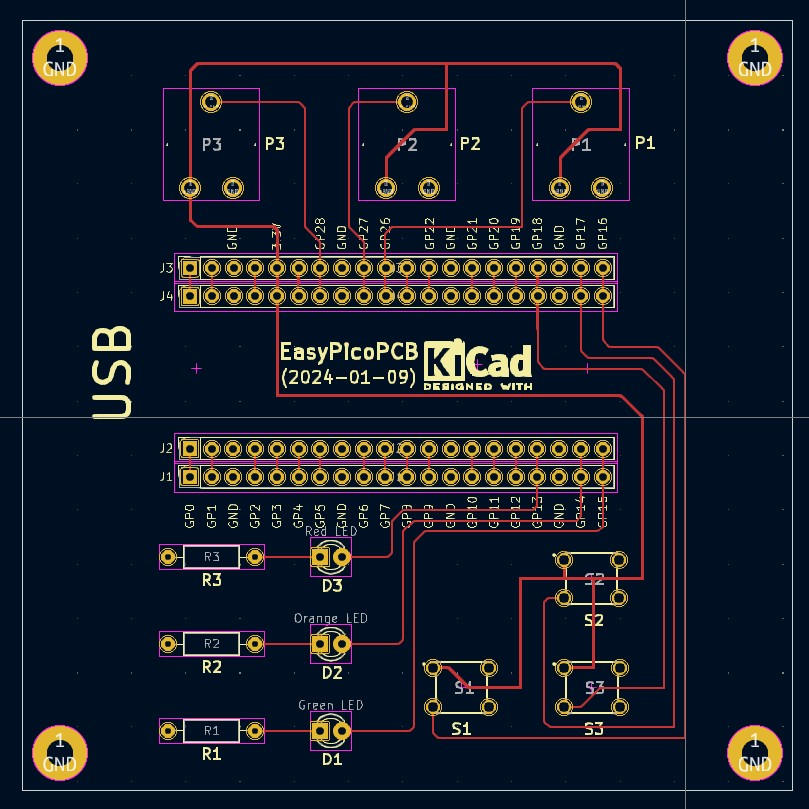 1
GND
1
GND
P3
P3
P2
P2
P1
P1
GND
3.3V
GP28
GND
GP27
GP26
GP22
GND
GP21
GP20
GP19
GP18
GND
GP17
GP16
J3
J4
USB
EasyPicoPCB
(2024-01-09)
KiCad
DESIGNED WITH
J2
J1
GP0
GP1
GND
GP2
GP3
GP4
GP5
GND
GP6
GP7
GP8
GP9
GND
GP10
GP11
GP12
GP13
GND
GP14
GP15
Red LED
R3
R3
D3
S2
S2
Orange LED
R2
R2
D2
S1
S1
S3
S3
Green LED
R1
R1
D1
1
GND
1
GND